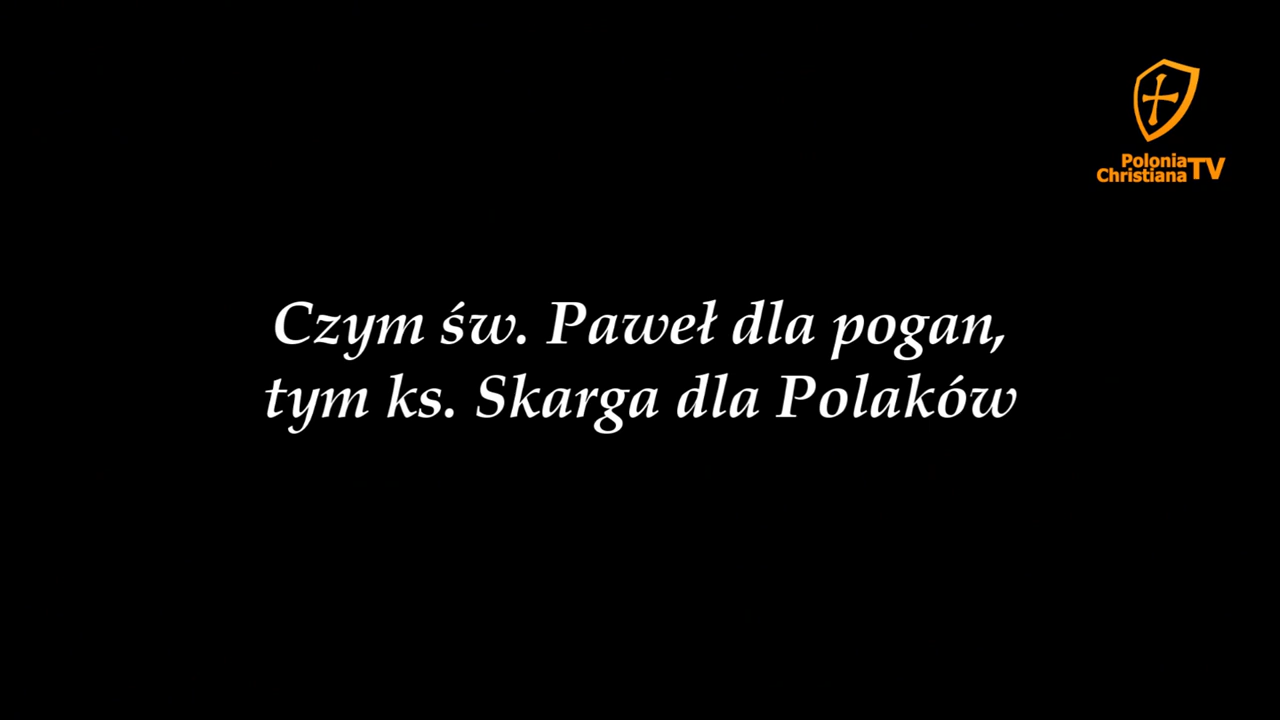 Polonia
Christiana TV
Czym św. Paweł dla pogan,
tym ks. Skarga dla Polaków